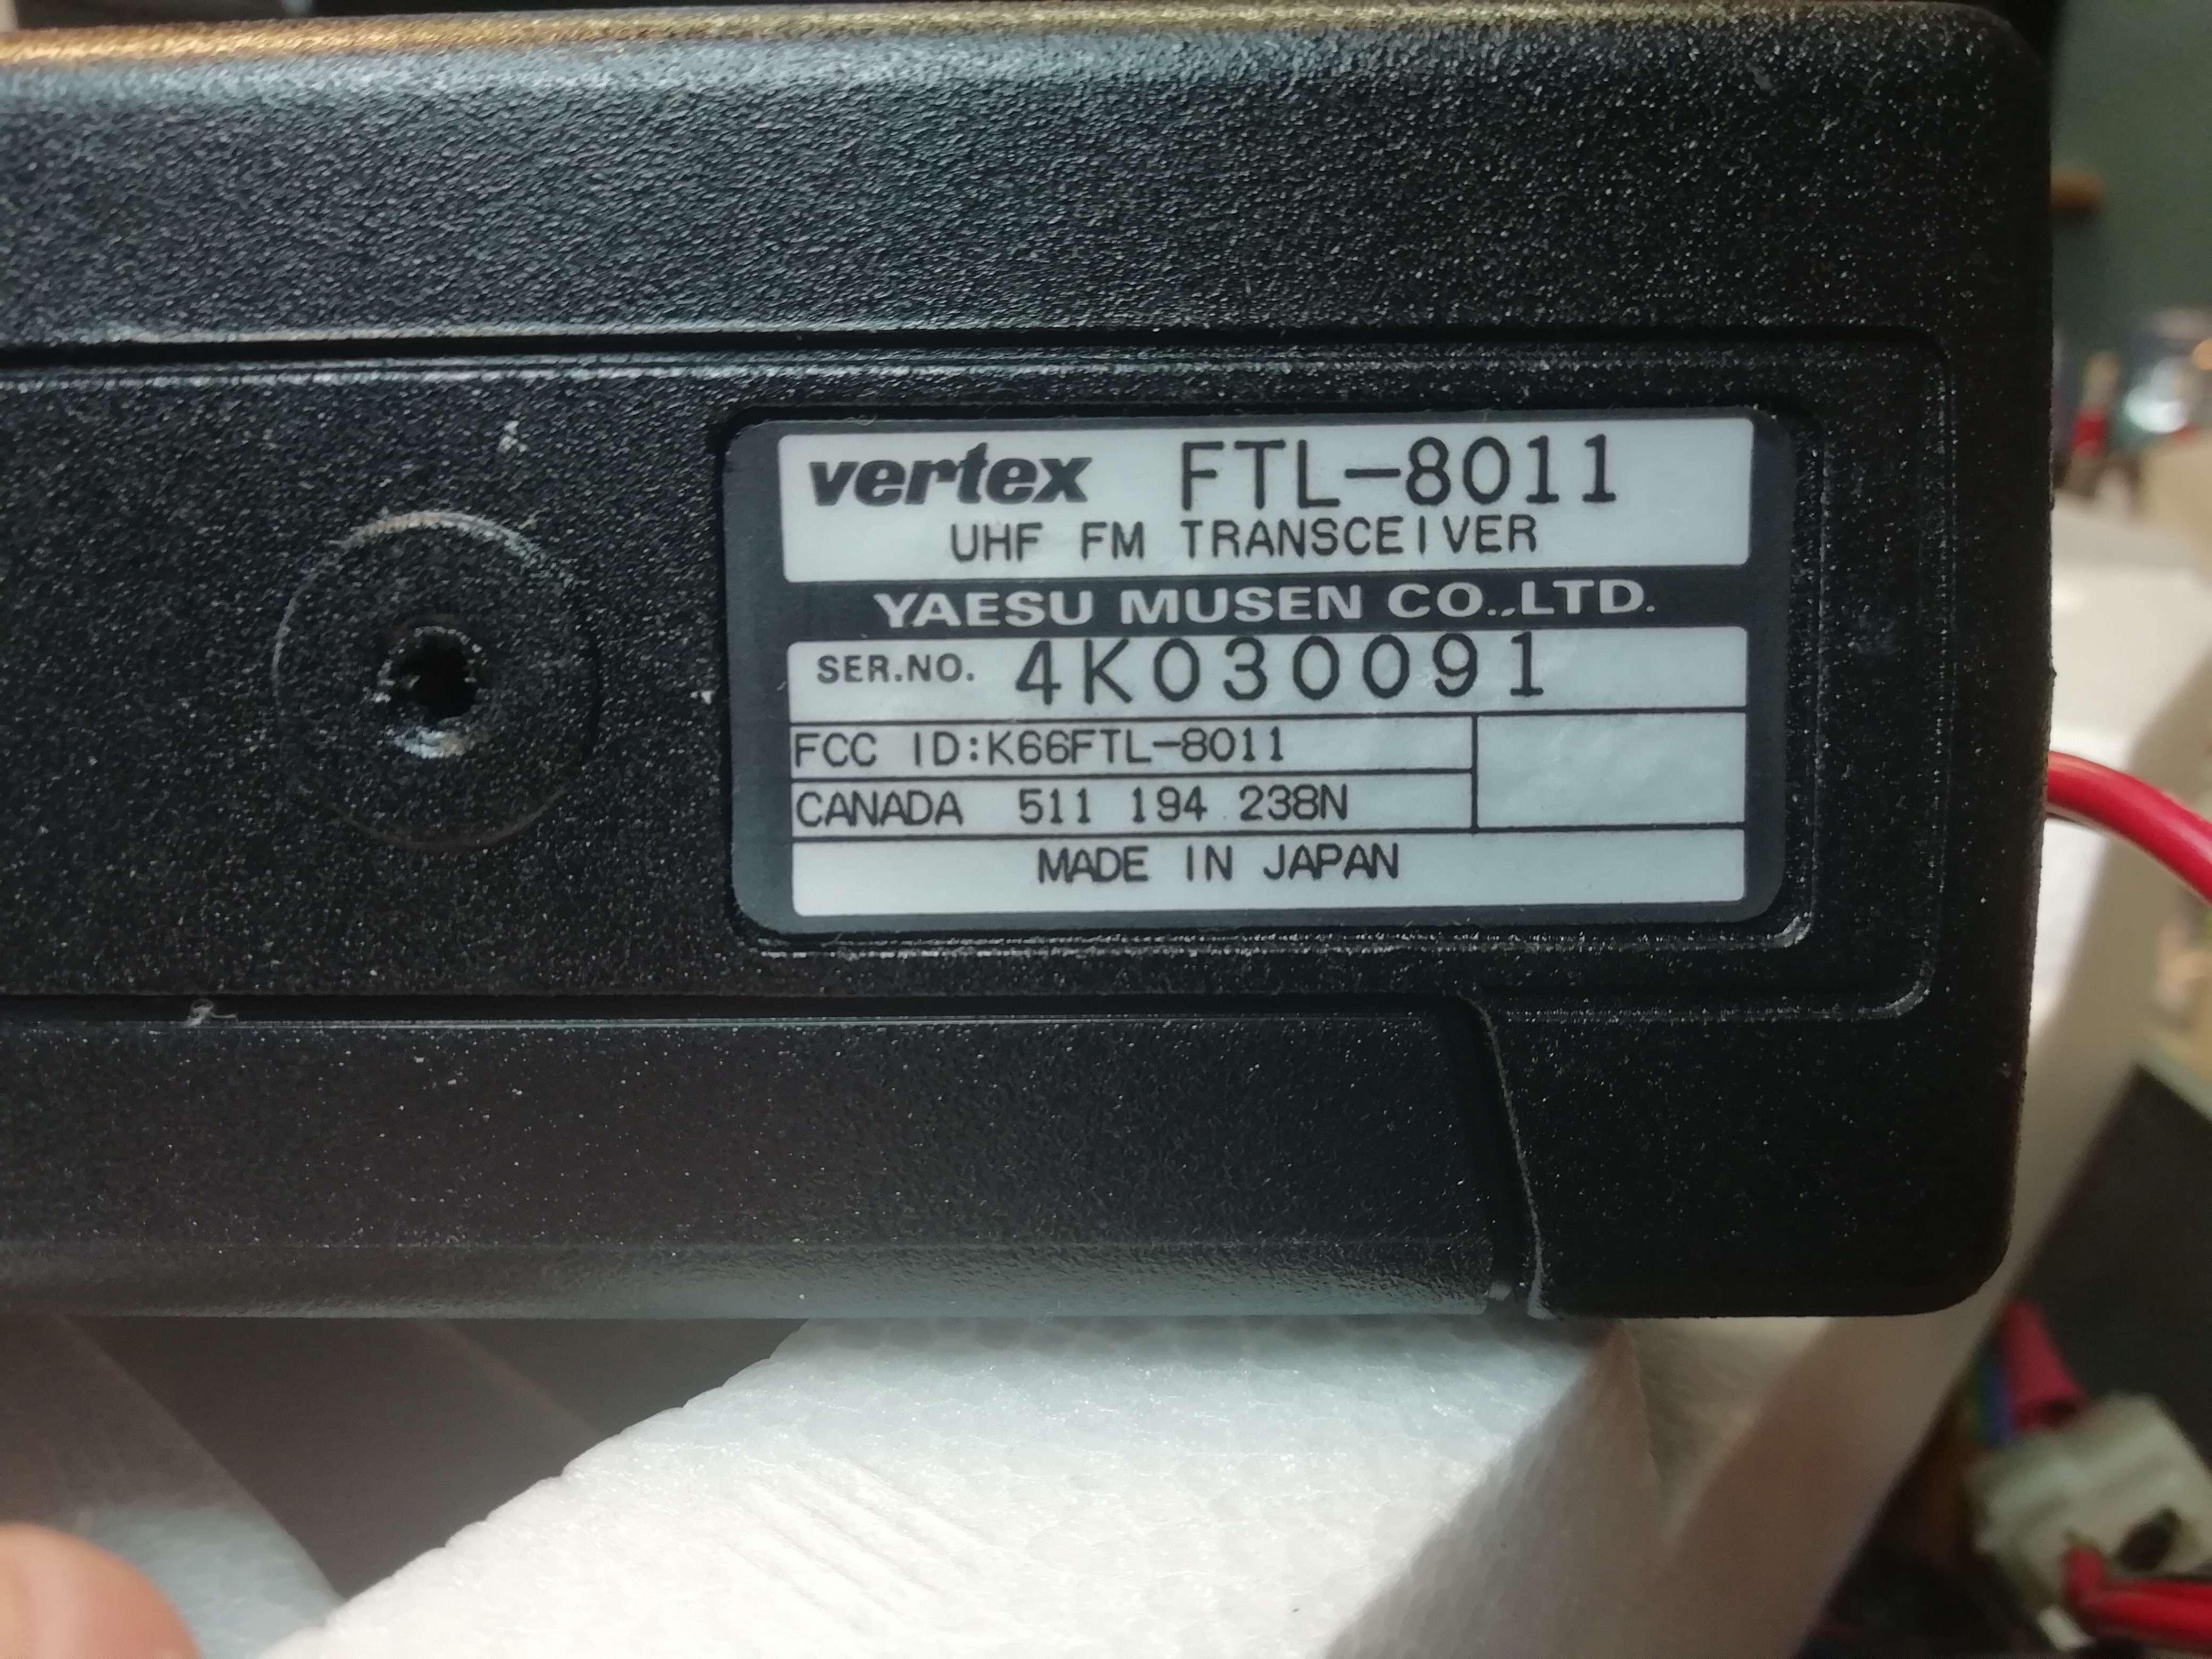 vertex FTL-8011
UHF FM TRANSCEIVER
YAESU MUSEN CO.,LTD.
SER.NO. 4K030091
FCC ID:K66FTL-8011
CANADA 511 194 238N
MADE IN JAPAN